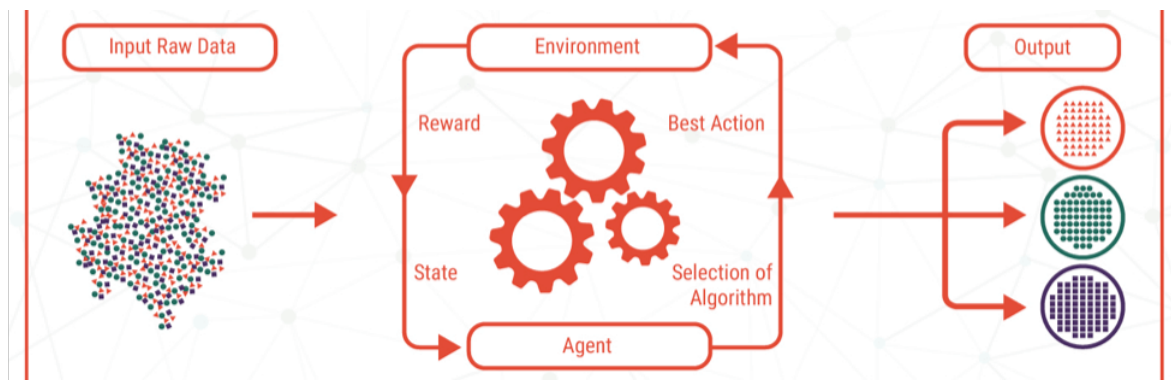 Input Raw Data
Environment
Output
Reward
Best Action
State
Selection of
Algorithm
Agent